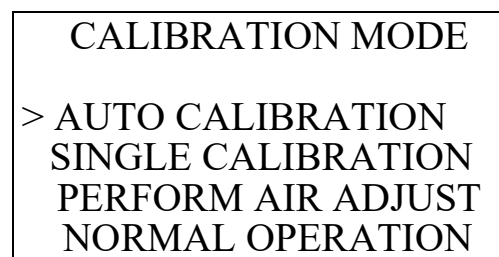 CALIBRATION MODE
> AUTO CALIBRATION
SINGLE CALIBRATION
PERFORM AIR ADJUST
NORMAL OPERATION